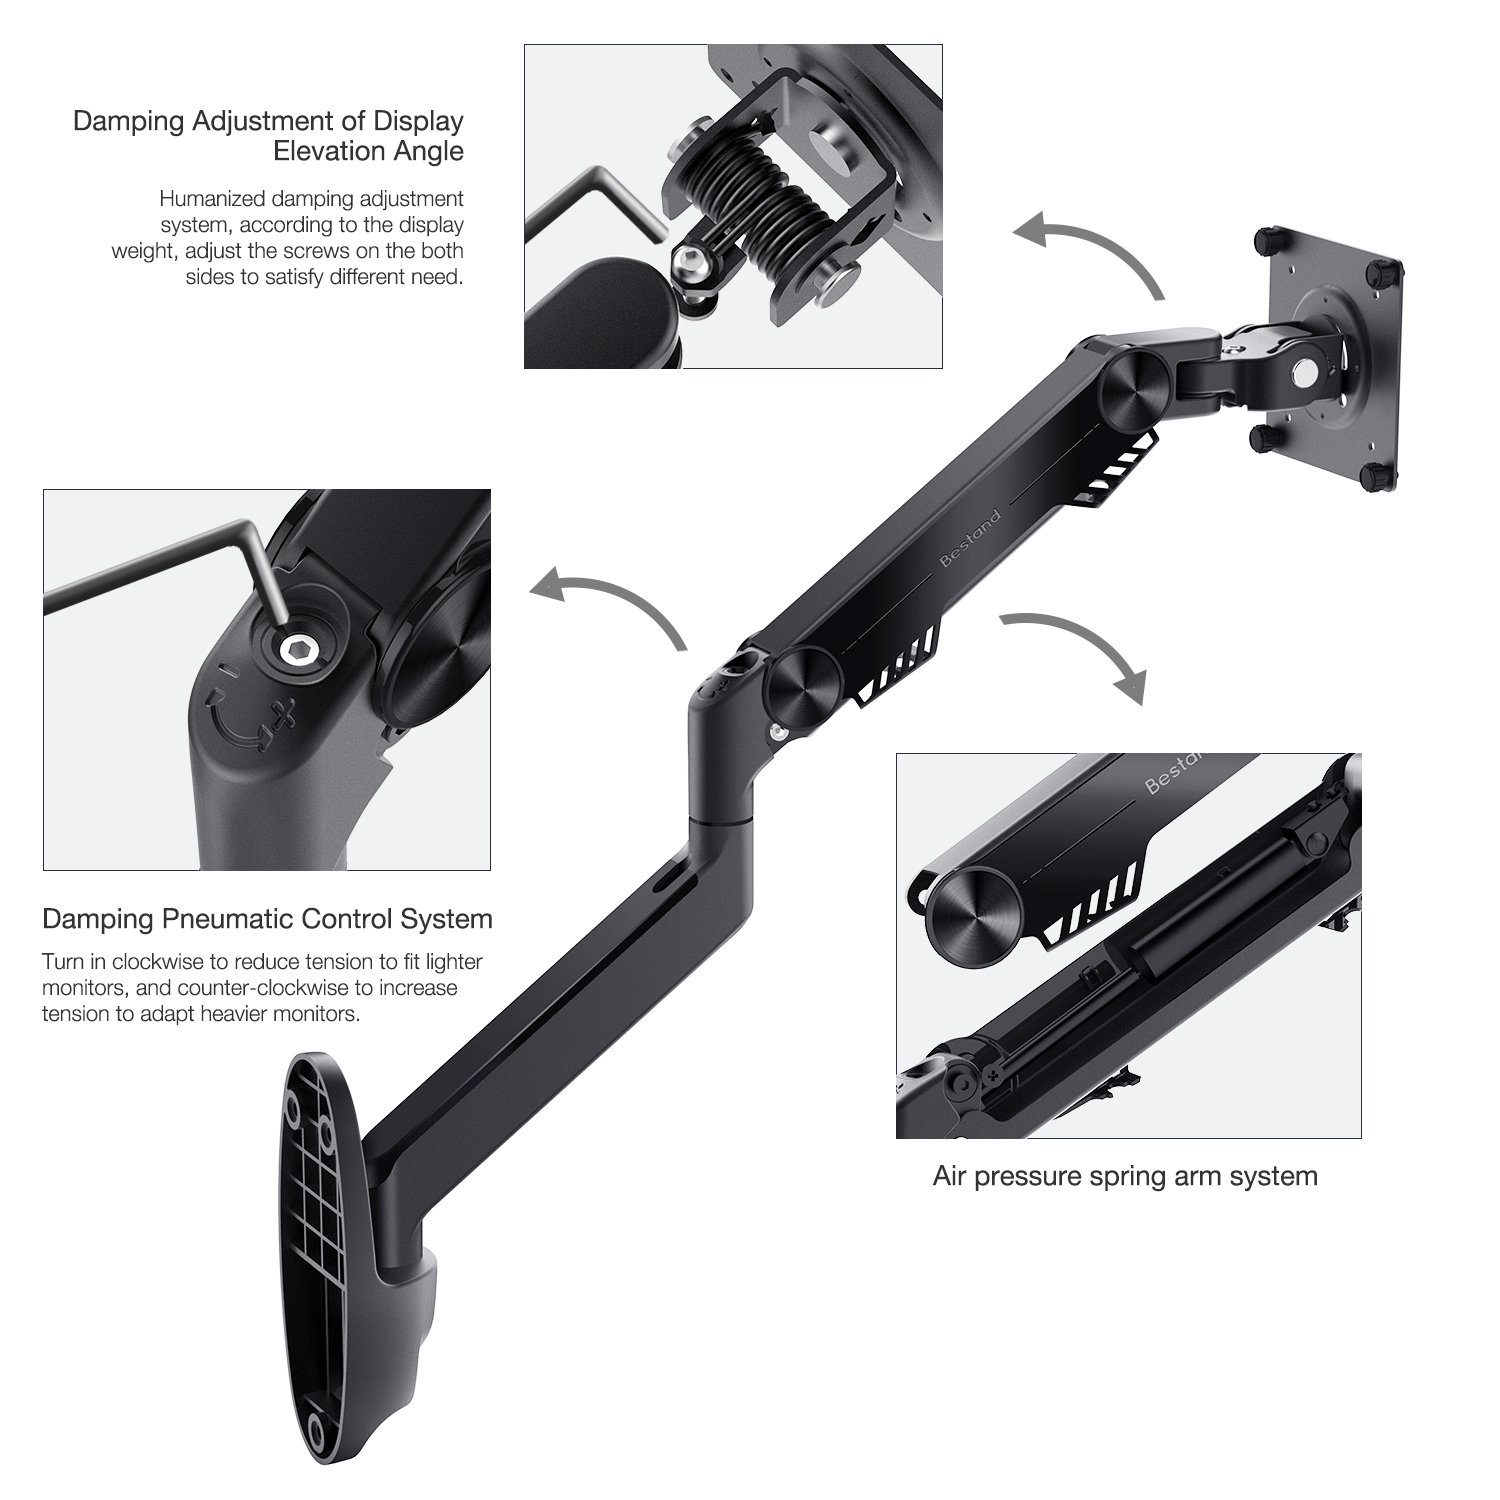 Damping Adjustment of Display
Elevation Angle
Humanized damping adjustment
system, according to the display
weight, adjust the screws on the both
sides to satisfy different need.
Bestand
Damping Pneumatic Control System
Turn in clockwise to reduce tension to fit lighter
monitors, and counter-clockwise to increase
tension to adapt heavier monitors.
Bestan
Air pressure spring arm system